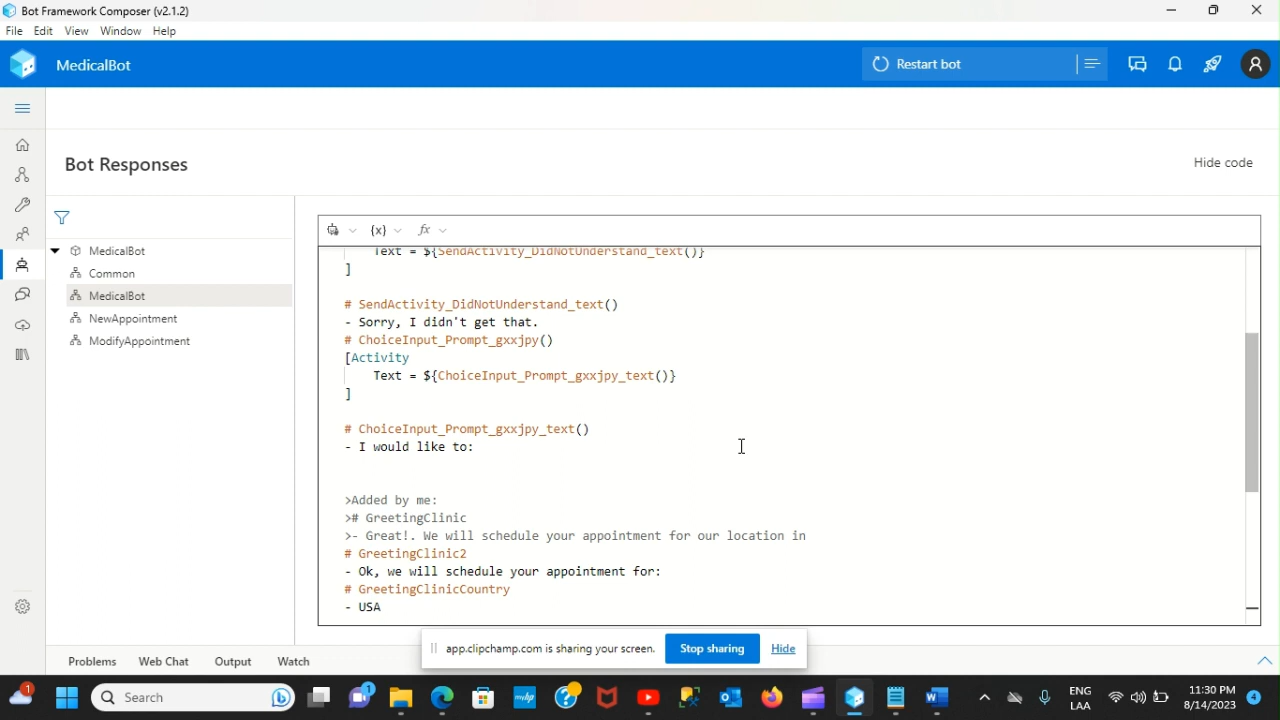 Bot Framework Composer (v2.1.2)
File Edit View Window Help
MedicalBot
Restart bot
Bot Responses
Hide code
MedicalBot
Common
MedicalBot
NewAppointment
ModifyAppointment
{x} fx
Text = ${SendActivity_DidNotUnderstand_text()}
]
# SendActivity_DidNotUnderstand_text()
- Sorry, I didn't get that.
# ChoiceInput_Prompt_gxxjpy()
[Activity
Text = ${ChoiceInput_Prompt_gxxjpy_text()}
]
# ChoiceInput_Prompt_gxxjpy_text()
- I would like to:
>Added by me:
># GreetingClinic
>- Great!. We will schedule your appointment for our location in
# GreetingClinic2
- Ok, we will schedule your appointment for:
# GreetingClinicCountry
- USA
app.clipchamp.com is sharing your screen. Stop sharing Hide
Problems Web Chat Output Watch
1 Search 1 myhp ENG 11:30 PM 4
LAA 8/14/2023